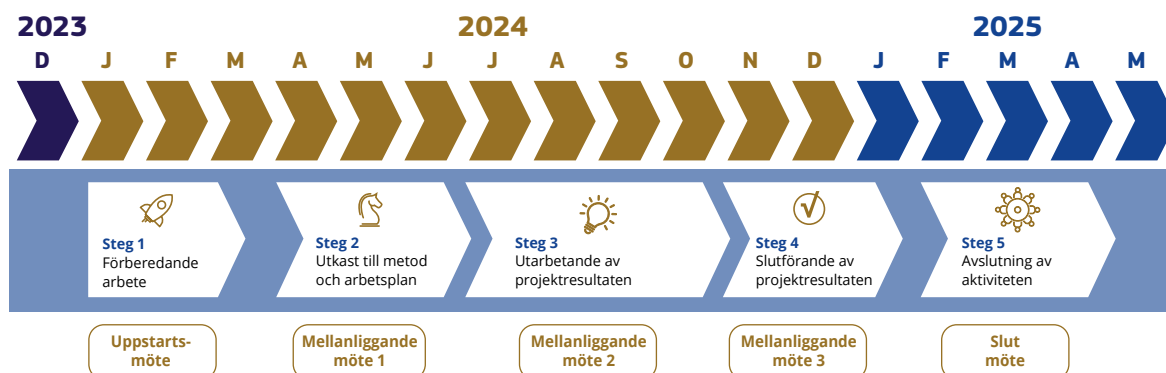 2023 2024 2025
D J F M A M J J A S O N D J F M A M
Steg 1
Förberedande
arbete
Steg 2
Utkast till metod
och arbetsplan
Steg 3
Utarbetande av
projektresultaten
Steg 4
Slutförande av
projektresultaten
Steg 5
Avslutning av
aktiviteten
Uppstarts-
möte
Mellanliggande
möte 1
Mellanliggande
möte 2
Mellanliggande
möte 3
Slut
möte